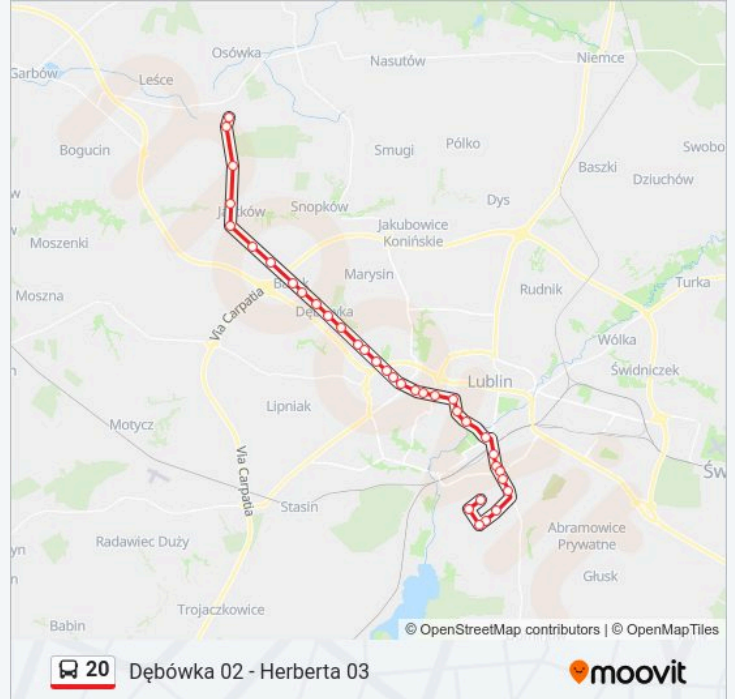 Osówka
Nasutów
Niemce
Garbów
Leśce
Bogucin
Smugi
Pólko
Swobo
Baszki
Dziuchów
Jastków
Snopków
Dys
Moszenki
Jakubowice
Konińskie
Marysin
Moszna
Via Carpatia
Rudnik
Turka
Dębówka
Wólka
Lublin
Świdniczek
Lipniak
Motycz
Via Carpatia
Stasin
Radawiec Duży
Abramowice
Prywatne
Głusk
Trojaczkowice
Babin
© OpenStreetMap contributors | © OpenMapTiles
20 Dębówka 02 - Herberta 03
moovit